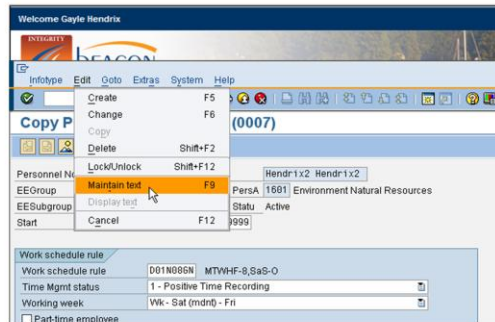 Welcome Gayle Hendrix
INTEGRITY
BEACON
Infotype Edit Goto Extras System Help
Create F5
Change F6
Copy
Delete Shift+F2
Lock/Unlock Shift+F12
Maintain text F9
Display text
Cancel F12
Copy P (0007)
Personnel No Hendrix2 Hendrix2
EEGroup PersA 1601 Environment Natural Resources
EESubgroup Statu Active
Start 9999
Work schedule rule
Work schedule rule D01N086N MTWHF-8,SaS-O
Time Mgmt status 1 - Positive Time Recording
Working week Wk - Sat (mdnt) - Fri
Part-time employee